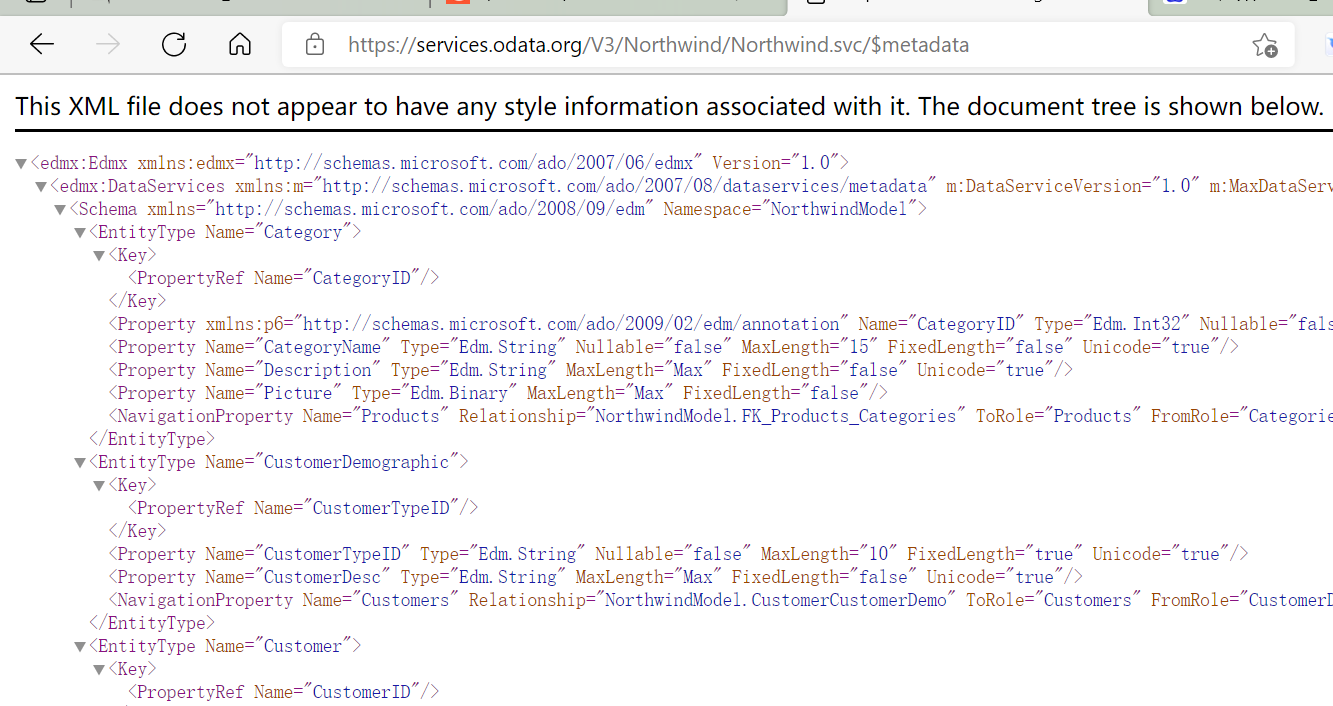 https://services.odata.org/V3/Northwind/Northwind.svc/$metadata
This XML file does not appear to have any style information associated with it. The document tree is shown below.
▼<edmx:Edmx xmlns:edmx="http://schemas.microsoft.com/ado/2007/06/edmx" Version="1.0">
▼<edmx:DataServices xmlns:m="http://schemas.microsoft.com/ado/2007/08/dataservices/metadata" m:DataServiceVersion="1.0" m:MaxDataServ
▼<Schema xmlns="http://schemas.microsoft.com/ado/2008/09/edm" Namespace="NorthwindModel">
▼<EntityType Name="Category">
▼<Key>
<PropertyRef Name="CategoryID"/>
</Key>
<Property xmlns:p6="http://schemas.microsoft.com/ado/2009/02/edm/annotation" Name="CategoryID" Type="Edm.Int32" Nullable="fals
<Property Name="CategoryName" Type="Edm.String" Nullable="false" MaxLength="15" FixedLength="false" Unicode="true"/>
<Property Name="Description" Type="Edm.String" MaxLength="Max" FixedLength="false" Unicode="true"/>
<Property Name="Picture" Type="Edm.Binary" MaxLength="Max" FixedLength="false"/>
<NavigationProperty Name="Products" Relationship="NorthwindModel.FK_Products_Categories" ToRole="Products" FromRole="Categorie
</EntityType>
▼<EntityType Name="CustomerDemographic">
▼<Key>
<PropertyRef Name="CustomerTypeID"/>
</Key>
<Property Name="CustomerTypeID" Type="Edm.String" Nullable="false" MaxLength="10" FixedLength="true" Unicode="true"/>
<Property Name="CustomerDesc" Type="Edm.String" MaxLength="Max" FixedLength="false" Unicode="true"/>
<NavigationProperty Name="Customers" Relationship="NorthwindModel.CustomerCustomerDemo" ToRole="Customers" FromRole="CustomerD
</EntityType>
▼<EntityType Name="Customer">
▼<Key>
<PropertyRef Name="CustomerID"/>